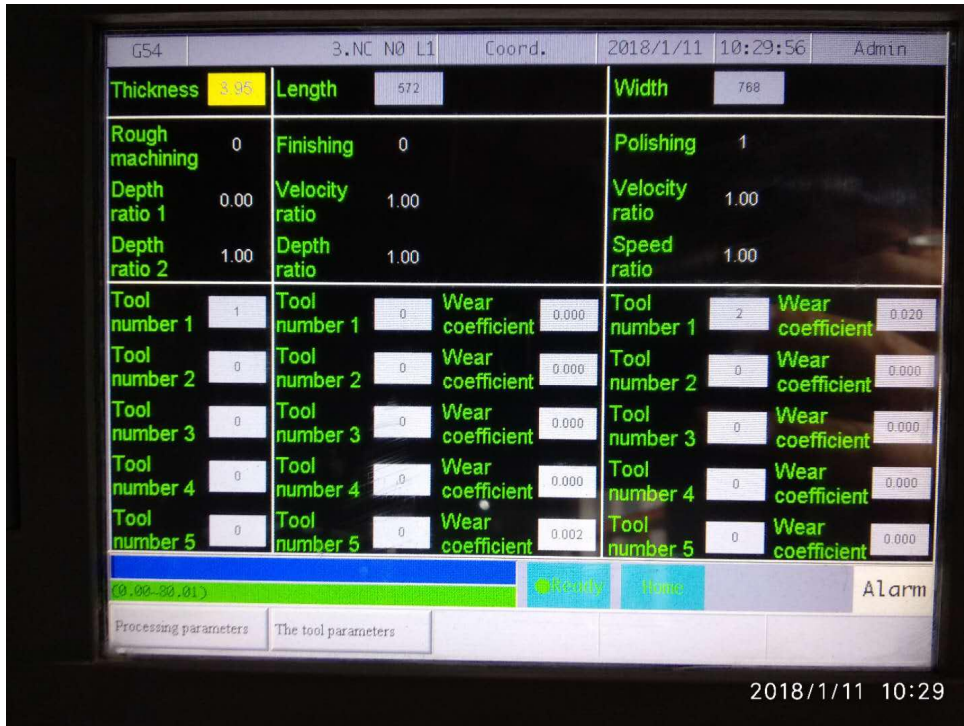 G54 3.NC N0 L1 Coord. 2018/1/11 10:29:56 Admin
Thickness 3.95 Length 572 Width 768
Rough machining 0 Finishing 0 Polishing 1
Depth ratio 1 0.00 Velocity ratio 1.00 Velocity ratio 1.00
Depth ratio 2 1.00 Depth ratio 1.00 Speed ratio 1.00
Tool number 1 1 Tool number 1 0 Wear coefficient 0.000 Tool number 1 2 Wear coefficient 0.020
Tool number 2 0 Tool number 2 0 Wear coefficient 0.000 Tool number 2 0 Wear coefficient 0.000
Tool number 3 0 Tool number 3 0 Wear coefficient 0.000 Tool number 3 0 Wear coefficient 0.000
Tool number 4 0 Tool number 4 0 Wear coefficient 0.000 Tool number 4 0 Wear coefficient 0.000
Tool number 5 0 Tool number 5 0 Wear coefficient 0.002 Tool number 5 0 Wear coefficient 0.000
(0.00~80.01) Ready Home Alarm
Processing parameters The tool parameters
2018/1/11 10:29